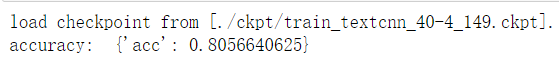 load checkpoint from [./ckpt/train_textcnn_40-4_149.ckpt].
accuracy:  {'acc': 0.8056640625}